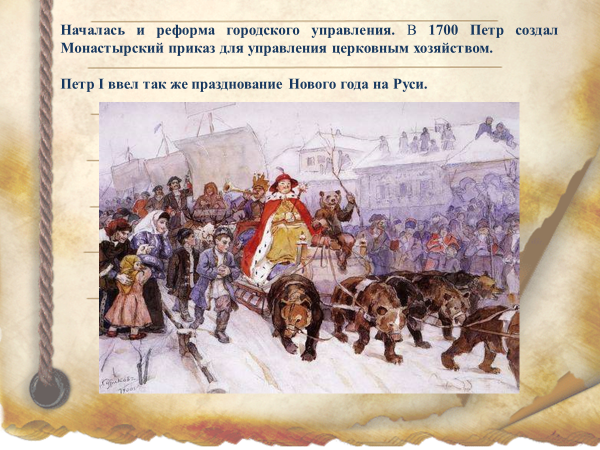 Началась и реформа городского управления. В 1700 Петр создал
Монастырский приказ для управления церковным хозяйством.
Петр I ввел так же празднование Нового года на Руси.